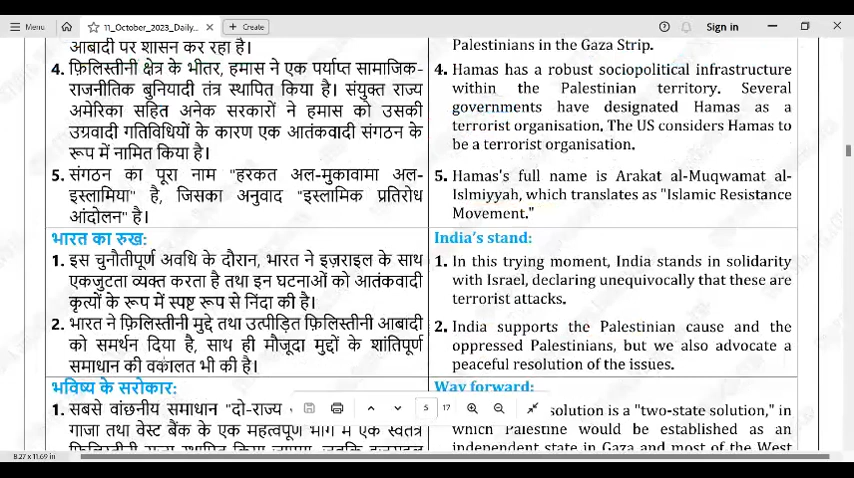 Menu
11_October_2023_Daily...
+ Create
Sign in
आबादी पर शासन कर रहा है।
4. फ़िलिस्तीनी क्षेत्र के भीतर, हमास ने एक पर्याप्त सामाजिक-
राजनीतिक बुनियादी तंत्र स्थापित किया है। संयुक्त राज्य
अमेरिका सहित अनेक सरकारों ने हमास को उसकी
उग्रवादी गतिविधियों के कारण एक आतंकवादी संगठन के
रूप में नामित किया है।
5. संगठन का पूरा नाम "हरकत अल-मुकावामा अल-
इस्लामिया" है, जिसका अनुवाद "इस्लामिक प्रतिरोध
आंदोलन" है।
भारत का रुख:
1. इस चुनौतीपूर्ण अवधि के दौरान, भारत ने इज़राइल के साथ
एकजुटता व्यक्त करता है तथा इन घटनाओं को आतंकवादी
कृत्यों के रूप में स्पष्ट रूप से निंदा की है।
2. भारत ने फ़िलिस्तीनी मुद्दे तथा उत्पीड़ित फ़िलिस्तीनी आबादी
को समर्थन दिया है, साथ ही मौजूदा मुद्दों के शांतिपूर्ण
समाधान की वकालत भी की है।
भविष्य के सरोकार:
1. सबसे वांछनीय समाधान "दो-राज्य
गाजा तथा वेस्ट बैंक के एक महत्वपूर्ण भाग में एक स्वतंत्र
Palestinians in the Gaza Strip.
4. Hamas has a robust sociopolitical infrastructure
within the Palestinian territory. Several
governments have designated Hamas as a
terrorist organisation. The US considers Hamas to
be a terrorist organisation.
5. Hamas's full name is Arakat al-Muqwamat al-
Islmiyyah, which translates as "Islamic Resistance
Movement."
India's stand:
1. In this trying moment, India stands in solidarity
with Israel, declaring unequivocally that these are
terrorist attacks.
2. India supports the Palestinian cause and the
oppressed Palestinians, but we also advocate a
peaceful resolution of the issues.
Way forward:
solution is a "two-state solution," in
which Palestine would be established as an
independent state in Gaza and most of the West
5 17
8.27 x 11.69 in